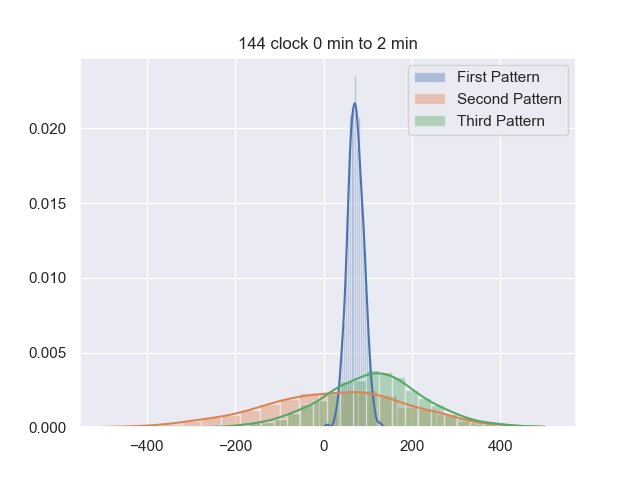 144 clock 0 min to 2 min
First Pattern
Second Pattern
Third Pattern
0.020
0.015
0.010
0.005
0.000
−400
−200
0
200
400